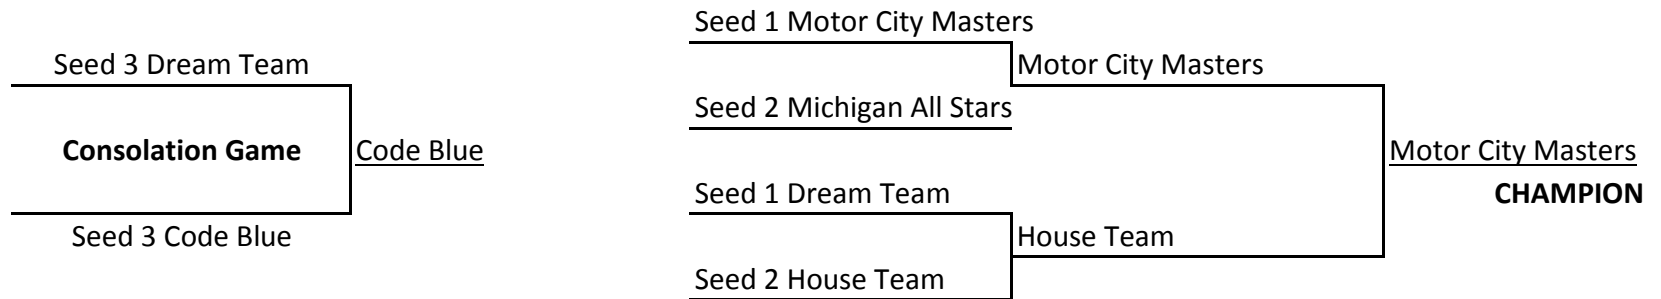 Seed 1 Motor City Masters
Seed 3 Dream Team
Motor City Masters
Seed 2 Michigan All Stars
Consolation Game
Code Blue
Motor City Masters
Seed 1 Dream Team
CHAMPION
Seed 3 Code Blue
House Team
Seed 2 House Team